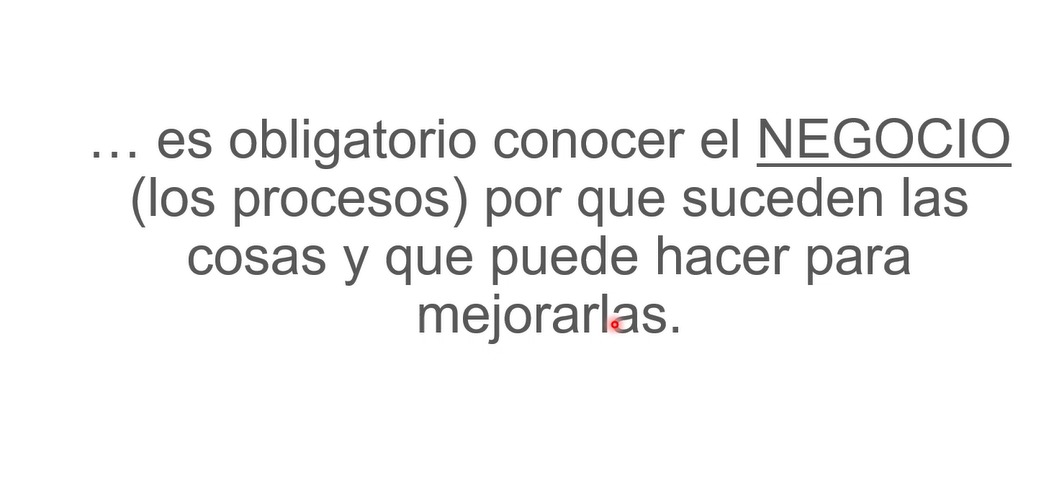 … es obligatorio conocer el NEGOCIO
(los procesos) por que suceden las
cosas y que puede hacer para
mejorarlas.